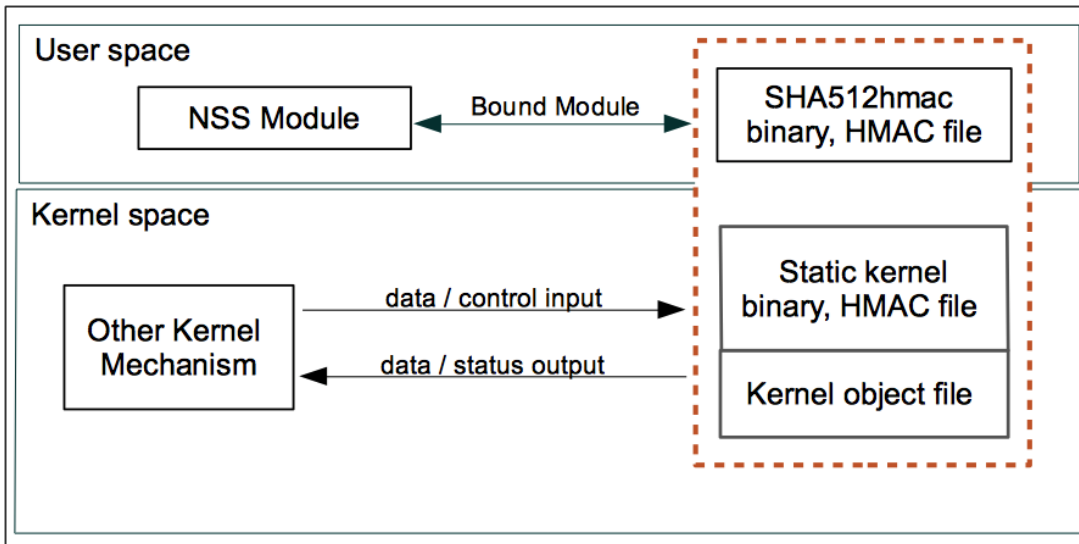 User space
NSS Module
Bound Module
SHA512hmac
binary, HMAC file
Kernel space
Other Kernel
Mechanism
data / control input
data / status output
Static kernel
binary, HMAC file
Kernel object file